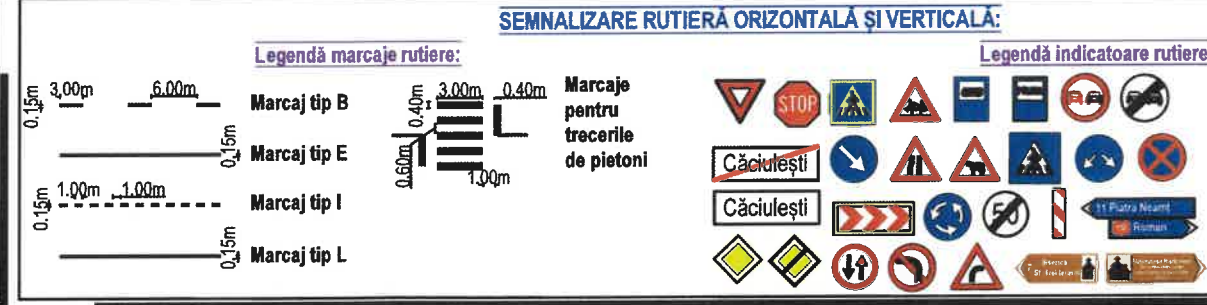 SEMNALIZARE RUTIERĂ ORIZONTALĂ ȘI VERTICALĂ:
Legendă marcaje rutiere:
Legendă indicatoare rutiere
0.15m 3.00m 6.00m Marcaj tip B
0.15m Marcaj tip E
0.15m 1.00m 1.00m Marcaj tip I
0.15m Marcaj tip L
0.40m 3.00m 0.40m
0.60m 1.00m
Marcaje
pentru
trecerile
de pietoni
STOP
Căciulești
Căciulești
50
11 Piatra Neamț
Roman